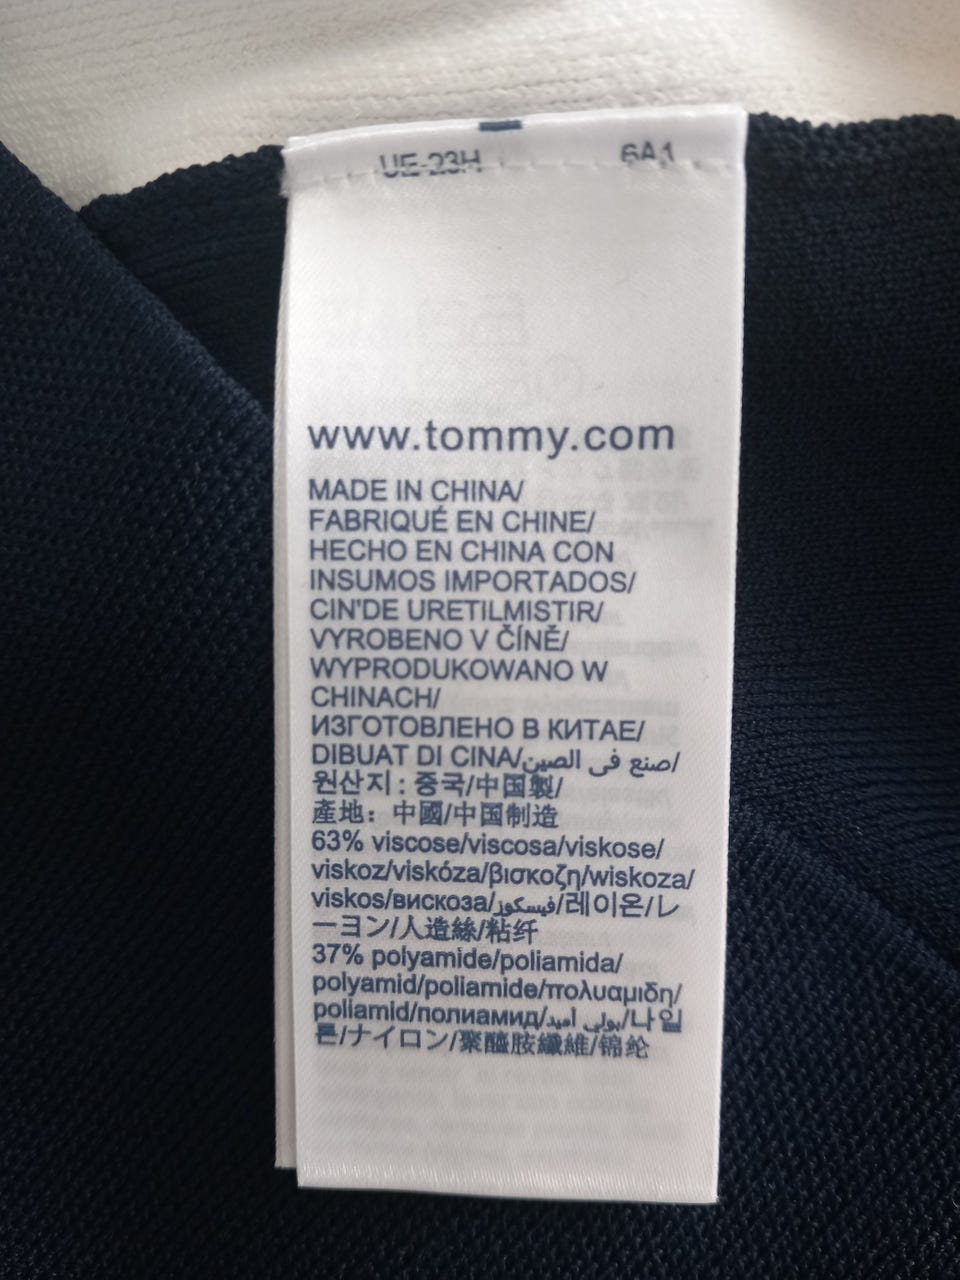 UE-23H 6A1
www.tommy.com
MADE IN CHINA/
FABRIQUÉ EN CHINE/
HECHO EN CHINA CON
INSUMOS IMPORTADOS/
CIN'DE URETILMISTIR/
VYROBENO V ČÍNĚ/
WYPRODUKOWANO W
CHINACH/
ИЗГОТОВЛЕНО В КИТАЕ/
DIBUAT DI CINA/صنع في الصين/
원산지 : 중국/中国製/
產地：中國/中国制造
63% viscose/viscosa/viskose/
viskoz/viskóza/βισκοζη/wiskoza/
viskos/вискоза/فيسكوز/레이온/レ
ーヨン/人造絲/粘纤
37% polyamide/poliamida/
polyamid/poliamide/πολυαμιδη/
poliamid/полиамид/بولي أميد/나일
론/ナイロン/聚醯胺纖維/锦纶